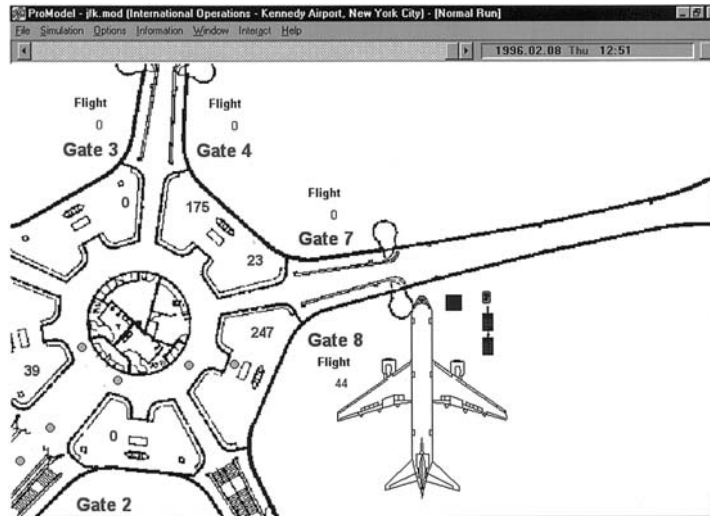 ProModel - jfk.mod (International Operations - Kennedy Airport, New York City) - [Normal Run]
File Simulation Options Information Window Interact Help
1996.02.08 Thu 12:51
Flight
0
Gate 3
Flight
0
Gate 4
0
175
Flight
0
Gate 7
23
247
Gate 8
Flight
44
39
0
Gate 2